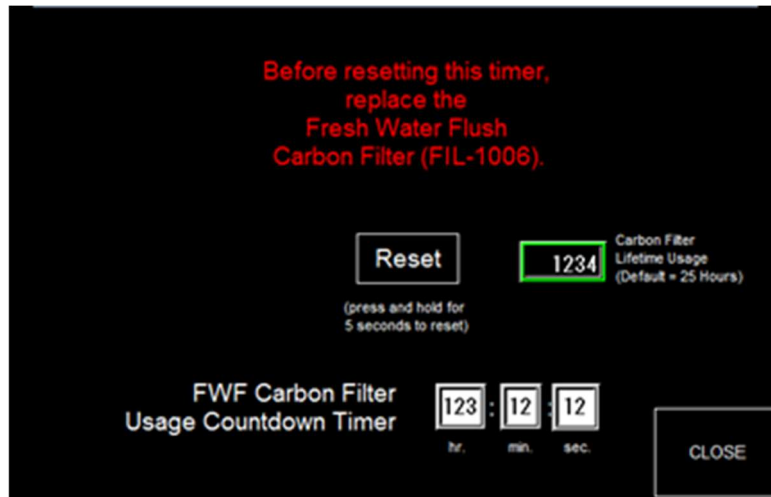 Before resetting this timer,
replace the
Fresh Water Flush
Carbon Filter (FIL-1006).
Reset
(press and hold for
5 seconds to reset)
1234
Carbon Filter
Lifetime Usage
(Default = 25 Hours)
FWF Carbon Filter
Usage Countdown Timer
123 : 12 : 12
hr. min. sec.
CLOSE